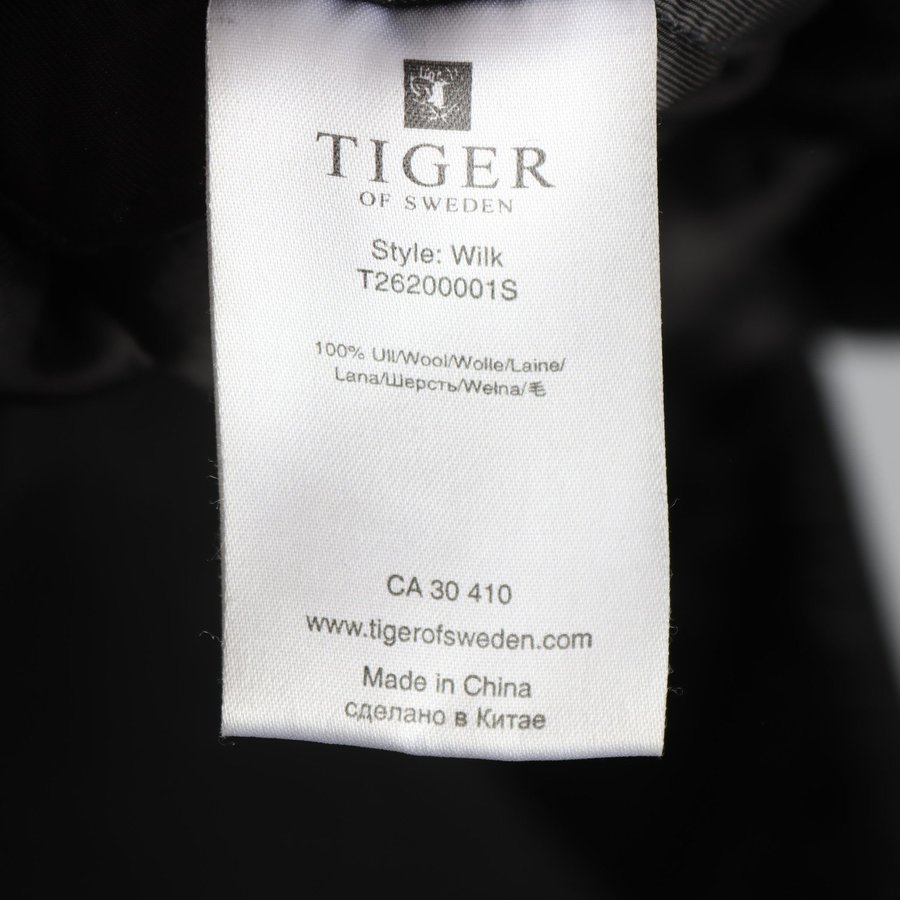 TIGER
OF SWEDEN
Style: Wilk
T26200001S
100% Ull/Wool/Wolle/Laine/
Lana/Шерсть/Wełna/毛
CA 30 410
www.tigerofsweden.com
Made in China
сделано в Китае